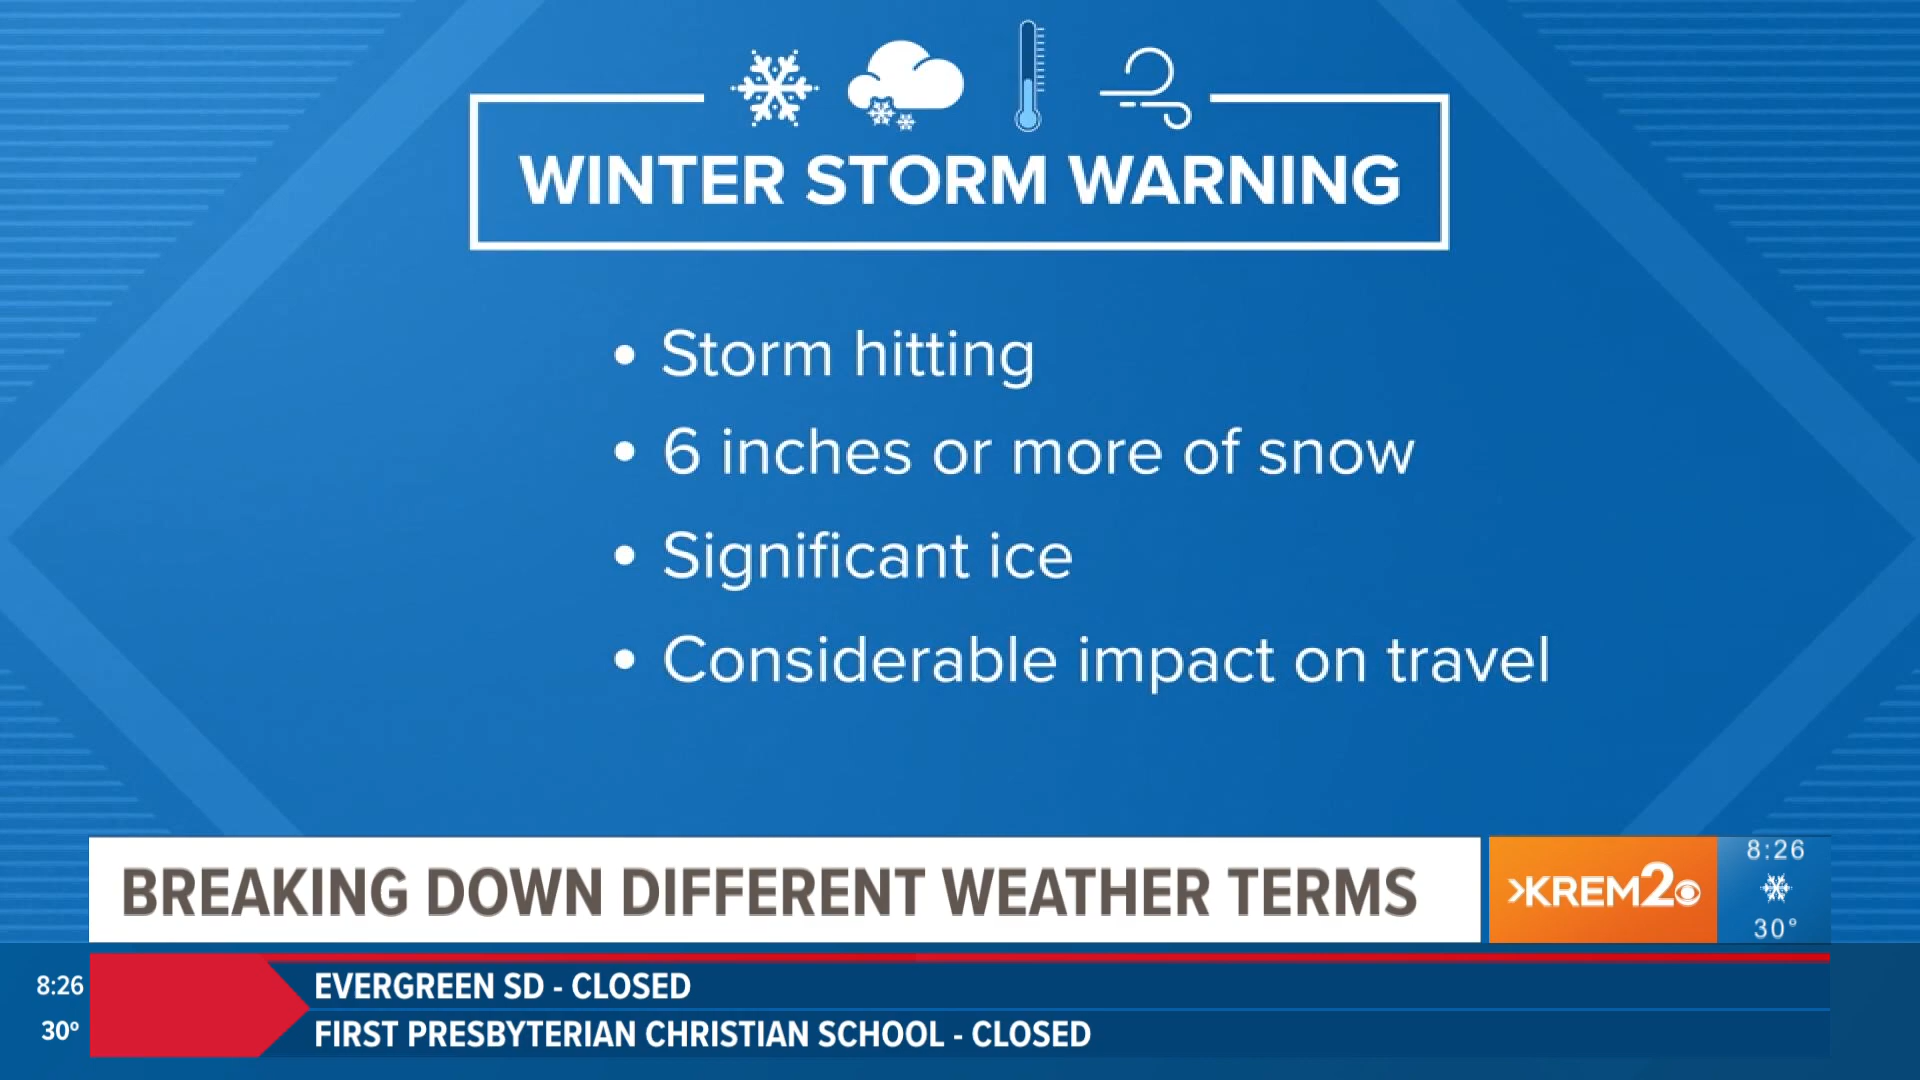 WINTER STORM WARNING
• Storm hitting
• 6 inches or more of snow
• Significant ice
• Considerable impact on travel
BREAKING DOWN DIFFERENT WEATHER TERMS
>KREM2
8:26
30°
8:26
30º
EVERGREEN SD - CLOSED
FIRST PRESBYTERIAN CHRISTIAN SCHOOL - CLOSED